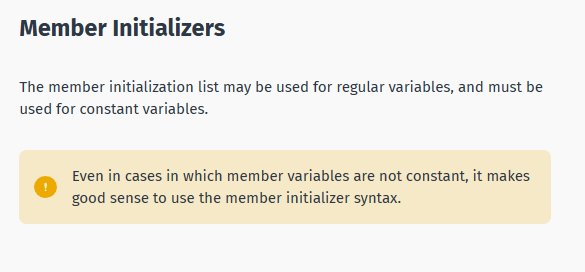 Member Initializers
The member initialization list may be used for regular variables, and must be
used for constant variables.
Even in cases in which member variables are not constant, it makes
good sense to use the member initializer syntax.